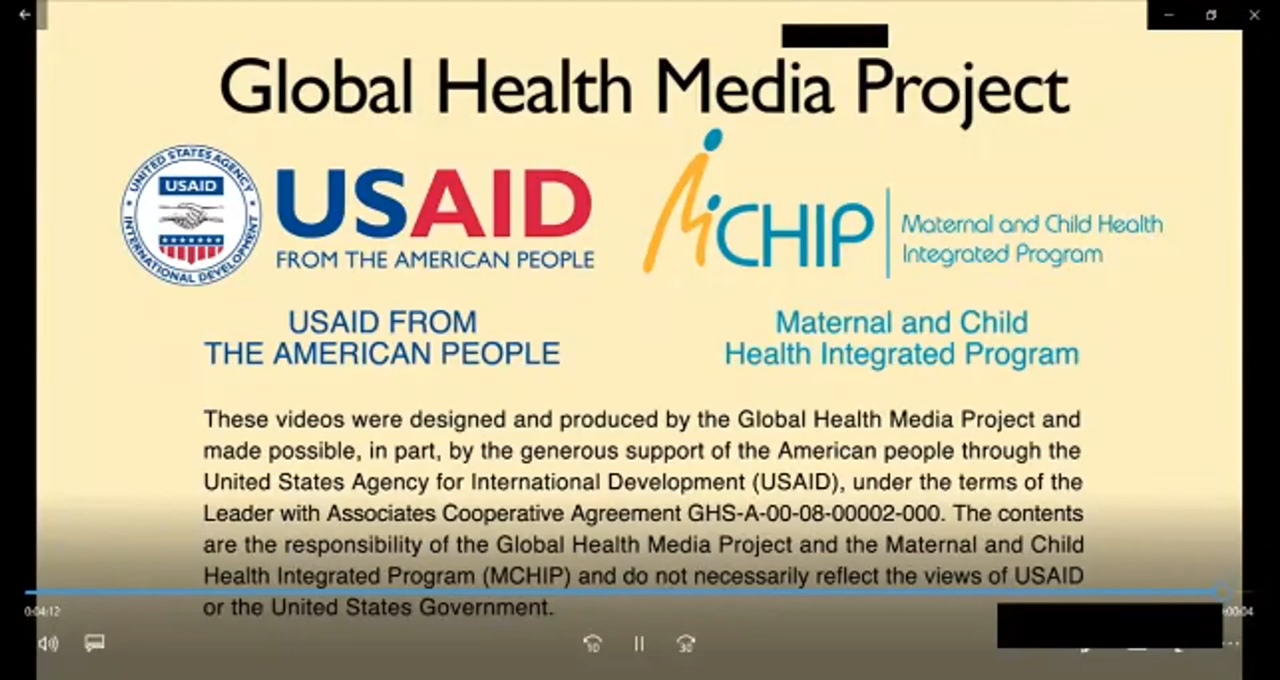 Global Health Media Project
UNITED STATES AGENCY
USAID
INTERNATIONAL DEVELOPMENT
USAID
FROM THE AMERICAN PEOPLE
MCHIP
Maternal and Child Health
Integrated Program
USAID FROM
THE AMERICAN PEOPLE
Maternal and Child
Health Integrated Program
These videos were designed and produced by the Global Health Media Project and
made possible, in part, by the generous support of the American people through the
United States Agency for International Development (USAID), under the terms of the
Leader with Associates Cooperative Agreement GHS-A-00-08-00002-000. The contents
are the responsibility of the Global Health Media Project and the Maternal and Child
Health Integrated Program (MCHIP) and do not necessarily reflect the views of USAID
or the United States Government.
0:04:12
10
30